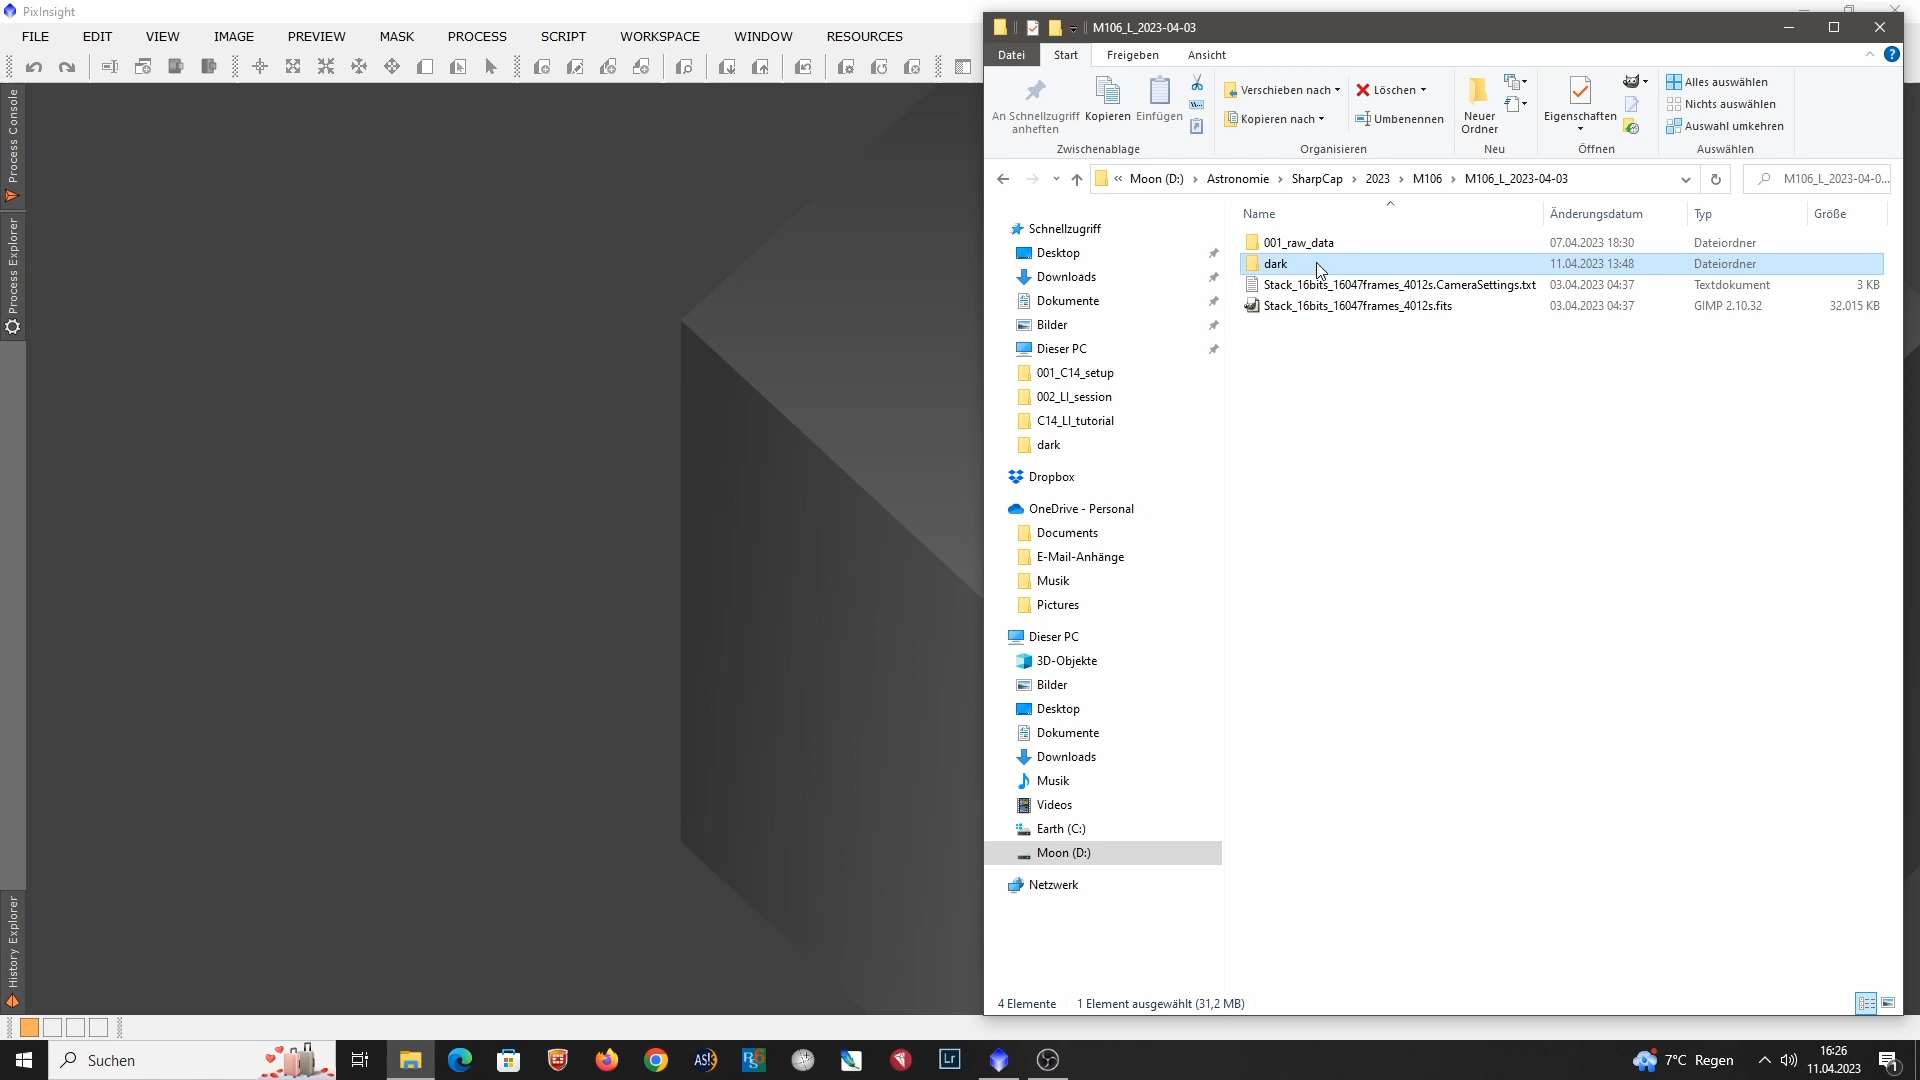 PixInsight
FILE EDIT VIEW IMAGE PREVIEW MASK PROCESS SCRIPT WORKSPACE WINDOW RESOURCES
Process Console
Process Explorer
History Explorer
M106_L_2023-04-03
Datei Start Freigeben Ansicht
An Schnellzugriff
anheften
Kopieren
Einfügen
Zwischenablage
Verschieben nach
Kopieren nach
Löschen
Umbenennen
Organisieren
Neuer
Ordner
Neu
Eigenschaften
Öffnen
Alles auswählen
Nichts auswählen
Auswahl umkehren
Auswählen
« Moon (D:) › Astronomie › SharpCap › 2023 › M106 › M106_L_2023-04-03
M106_L_2023-04-0...
Name Änderungsdatum Typ Größe
001_raw_data 07.04.2023 18:30 Dateiordner
dark 11.04.2023 13:48 Dateiordner
Stack_16bits_16047frames_4012s.CameraSettings.txt 03.04.2023 04:37 Textdokument 3 KB
Stack_16bits_16047frames_4012s.fits 03.04.2023 04:37 GIMP 2.10.32 32.015 KB
Schnellzugriff
Desktop
Downloads
Dokumente
Bilder
Dieser PC
001_C14_setup
002_LI_session
C14_LI_tutorial
dark
Dropbox
OneDrive - Personal
Documents
E-Mail-Anhänge
Musik
Pictures
Dieser PC
3D-Objekte
Bilder
Desktop
Dokumente
Downloads
Musik
Videos
Earth (C:)
Moon (D:)
Netzwerk
4 Elemente 1 Element ausgewählt (31,2 MB)
Suchen
AS!3
Lr
7°C Regen
16:26
11.04.2023
1